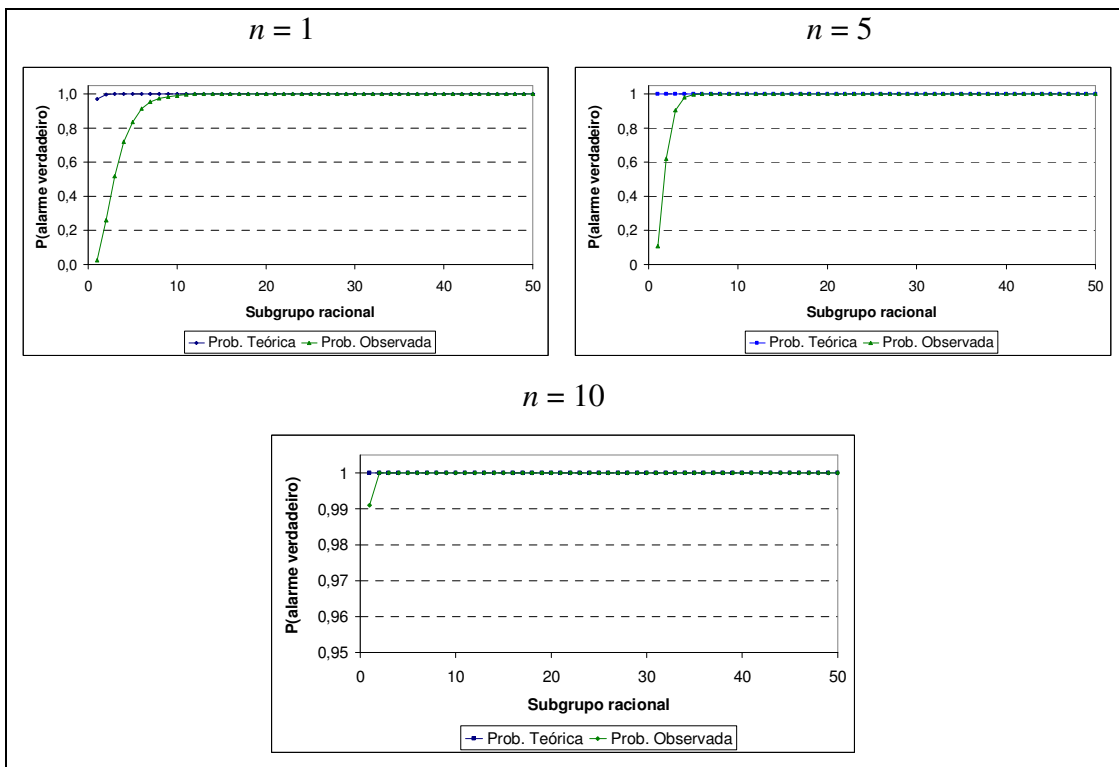 n = 1
1,0
0,8
0,6
0,4
0,2
0,0
P(alarme verdadeiro)
0 10 20 30 40 50
Subgrupo racional
Prob. Teórica Prob. Observada
n = 5
1
0,8
0,6
0,4
0,2
0
P(alarme verdadeiro)
0 10 20 30 40 50
Subgrupo racional
Prob. Teórica Prob. Observada
n = 10
1
0,99
0,98
0,97
0,96
0,95
P(alarme verdadeiro)
0 10 20 30 40 50
Subgrupo racional
Prob. Teórica Prob. Observada